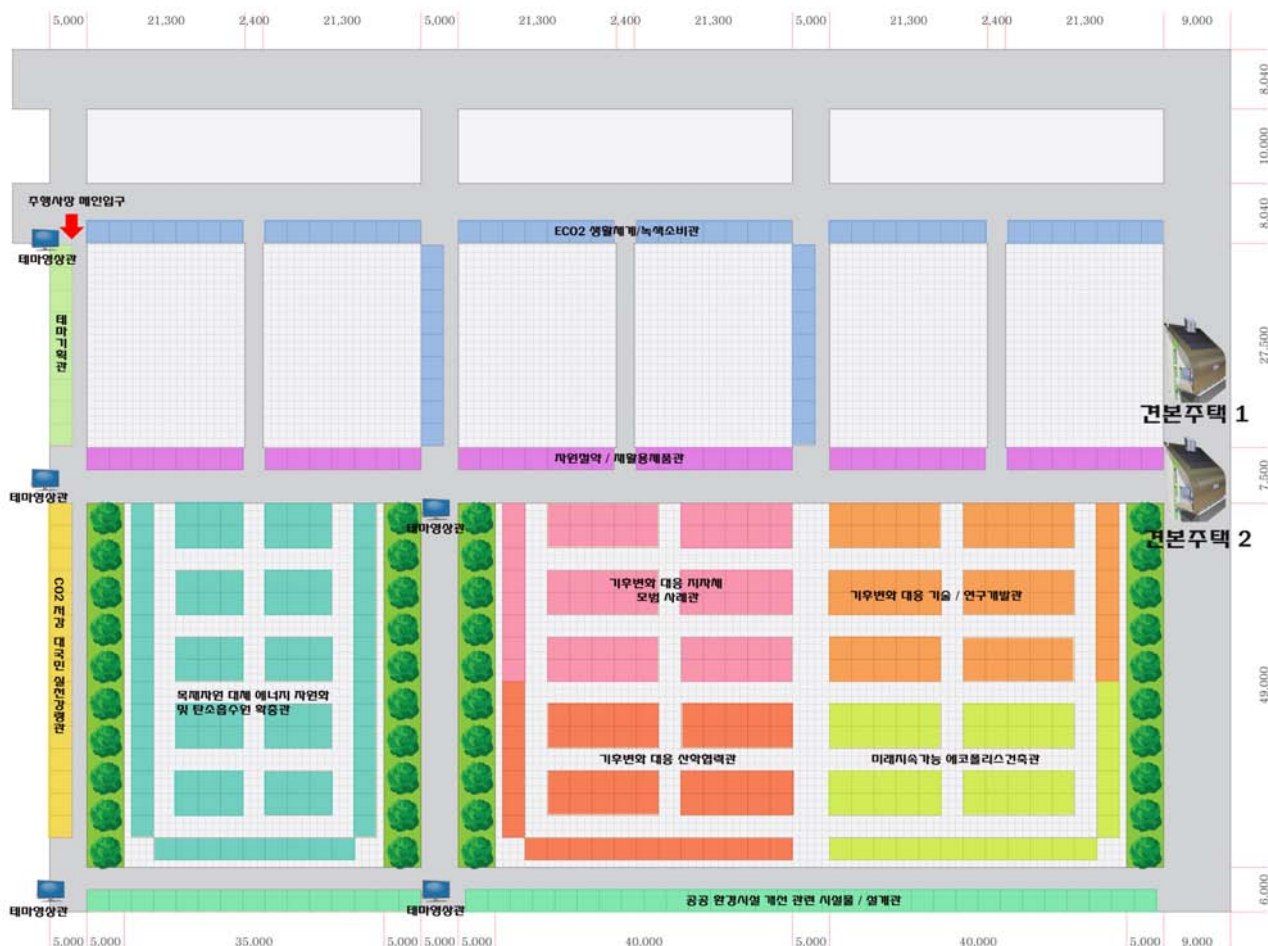 5,000 21,300 2,400 21,300 5,000 21,300 2,400 21,300 5,000 21,300 2,400 21,300 9,000
8.040
10.000
8.040
주행사장 메인입구
ECO2 생활체계/녹색소비관
테마영상관
테마기획관
27.500
견본주택 1
자원절약 / 재활용제품관
7.500
테마영상관
테마영상관
견본주택 2
기후변화 대응 지자체
모범 사례관
기후변화 대응 기술 / 연구개발관
CO2 저감 대국민 실천강령관
목재자원 대체 에너지 자원화
및 탄소흡수원 확충관
49.000
기후변화 대응 산학협력관
미래지속가능 에코폴리스건축관
공공 환경시설 개선 관련 시설물 / 설계관
6.000
테마영상관
테마영상관
5,000 5,000 35,000 5,000 5,000 5,000 40,000 5,000 40,000 5,000 9,000